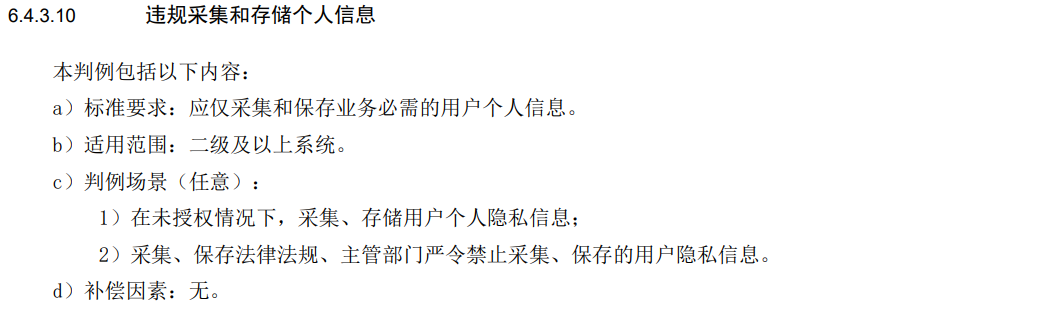 6.4.3.10 违规采集和存储个人信息
本判例包括以下内容：
a）标准要求：应仅采集和保存业务必需的用户个人信息。
b）适用范围：二级及以上系统。
c）判例场景（任意）：
1）在未授权情况下，采集、存储用户个人隐私信息；
2）采集、保存法律法规、主管部门严令禁止采集、保存的用户隐私信息。
d）补偿因素：无。